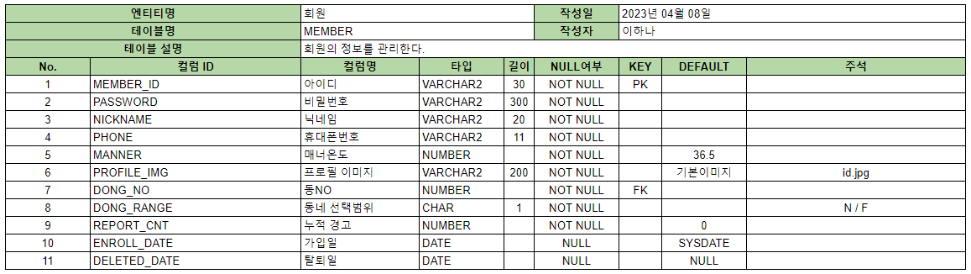 엔티티명 회원 작성일 2023년 04월 08일
테이블명 MEMBER 작성자 이하나
테이블 설명 회원의 정보를 관리한다.
No. 컬럼 ID 컬럼명 타입 길이 NULL여부 KEY DEFAULT 주석
1 MEMBER_ID 아이디 VARCHAR2 30 NOT NULL PK
2 PASSWORD 비밀번호 VARCHAR2 300 NOT NULL
3 NICKNAME 닉네임 VARCHAR2 20 NOT NULL
4 PHONE 휴대폰번호 VARCHAR2 11 NOT NULL
5 MANNER 매너온도 NUMBER NOT NULL 36.5
6 PROFILE_IMG 프로필 이미지 VARCHAR2 200 NOT NULL 기본이미지 id.jpg
7 DONG_NO 동NO NUMBER NOT NULL FK
8 DONG_RANGE 동네 선택범위 CHAR 1 NOT NULL N / F
9 REPORT_CNT 누적 경고 NUMBER NOT NULL 0
10 ENROLL_DATE 가입일 DATE NULL SYSDATE
11 DELETED_DATE 탈퇴일 DATE NULL NULL